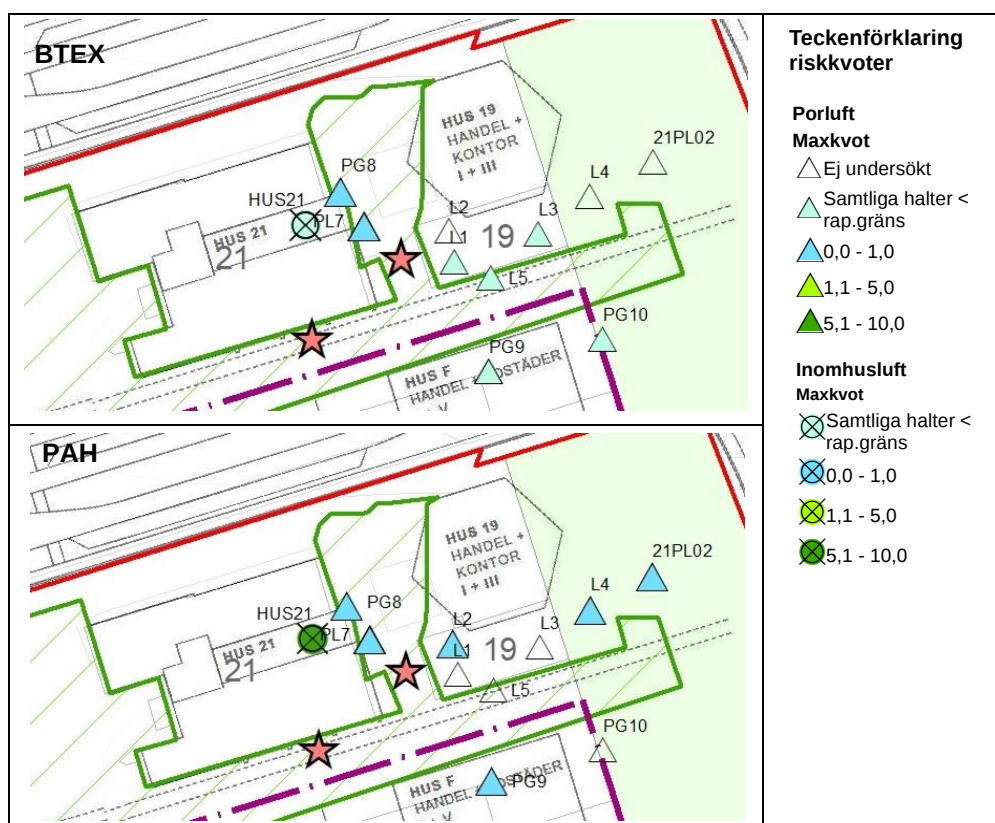 BTEX
HUS 19
HANDEL +
KONTOR
I + III
21PL02
PG8
L4
HUS21
PL7
L2
L3
HUS 21
21
L1
19
L5
PG10
PG9
HUS F
HANDEL
OSTÄDER
PAH
HUS 19
HANDEL +
KONTOR
I + III
21PL02
PG8
L4
HUS21
PL7
L2
L3
HUS 21
21
L1
19
L5
PG10
PG9
HUS F
HANDEL
OSTÄDER
Teckenförklaring
riskkvoter
Porluft
Maxkvot
Ej undersökt
Samtliga halter <
rap.gräns
0,0 - 1,0
1,1 - 5,0
5,1 - 10,0
Inomhusluft
Maxkvot
Samtliga halter <
rap.gräns
0,0 - 1,0
1,1 - 5,0
5,1 - 10,0